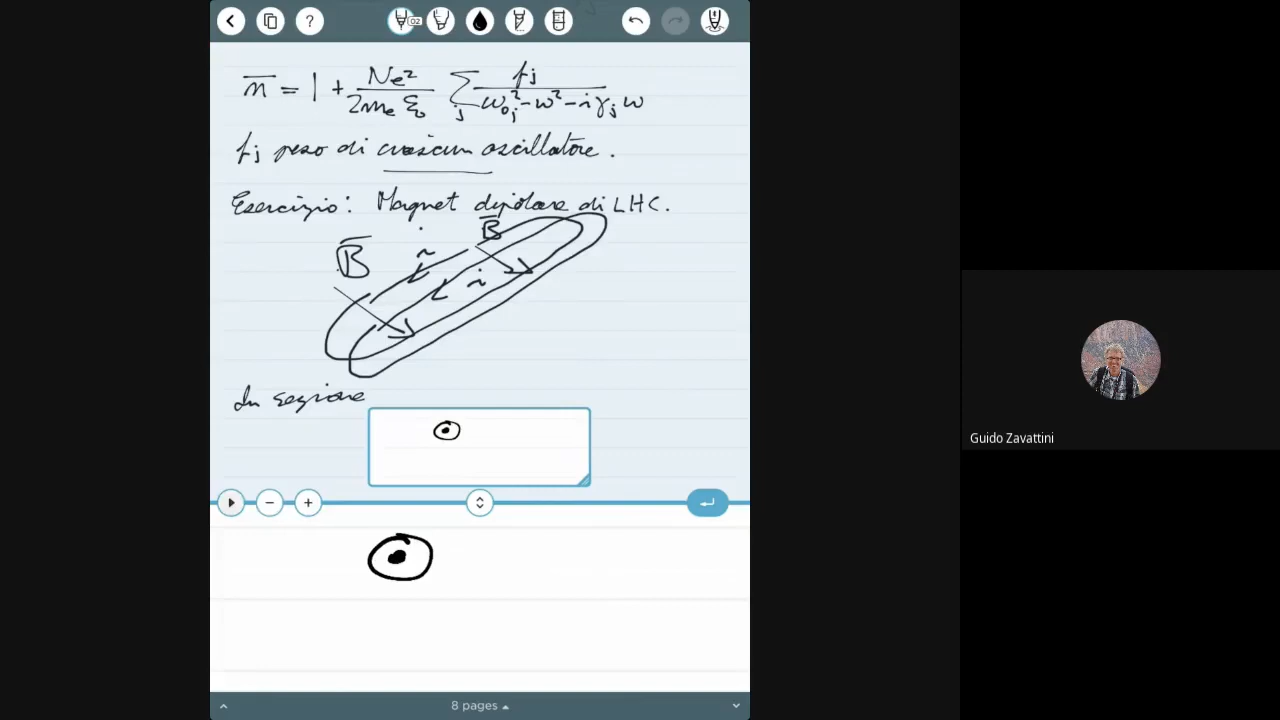 ?
02
n̅ = 1 + Ne²/2mₑε₀ Σⱼ fj/ω₀ⱼ²-ω²-iγⱼω
fj peso di ciascun oscillatore.
Esercizio: Magnet dipolare di LHC.
B̅ i B̅
i
In sezione
Guido Zavattini
8 pages